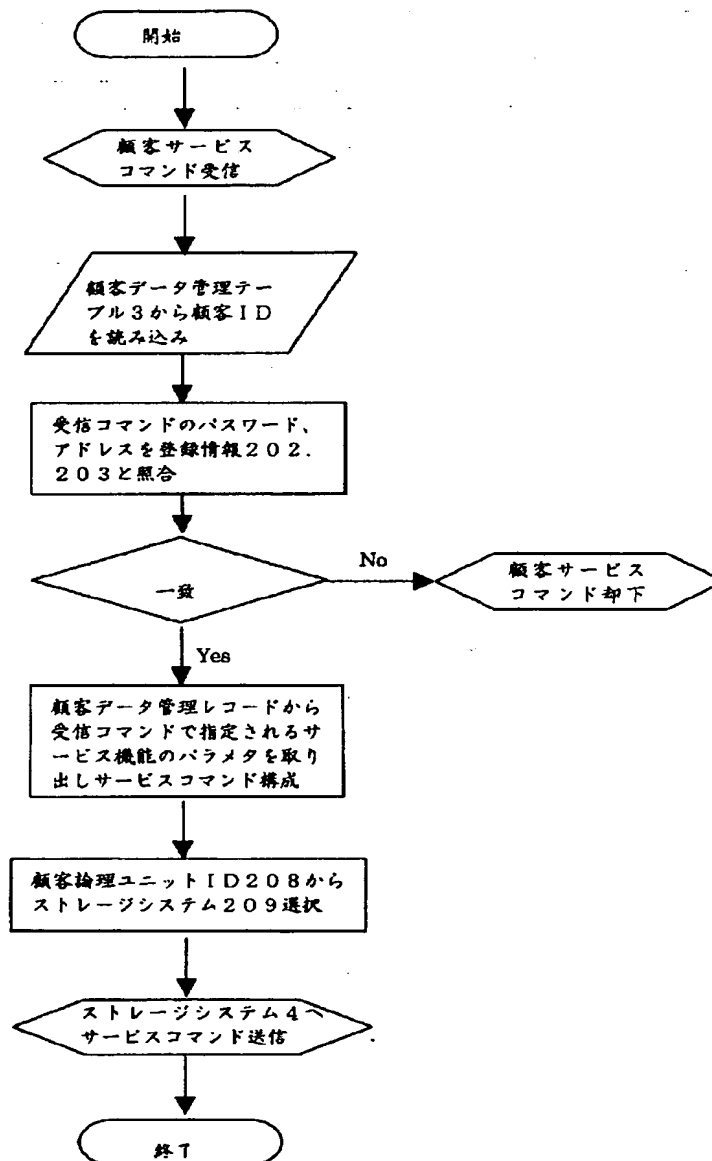 開始
顧客サービス
コマンド受信
顧客データ管理テー
ブル3から顧客ID
を読み込み
受信コマンドのパスワード、
アドレスを登録情報202.
203と照合
一致
No
顧客サービス
コマンド却下
Yes
顧客データ管理レコードから
受信コマンドで指定されるサ
ービス機能のパラメタを取り
出しサービスコマンド構成
顧客論理ユニットID208から
ストレージシステム209選択
ストレージシステム4へ
サービスコマンド送信
終了